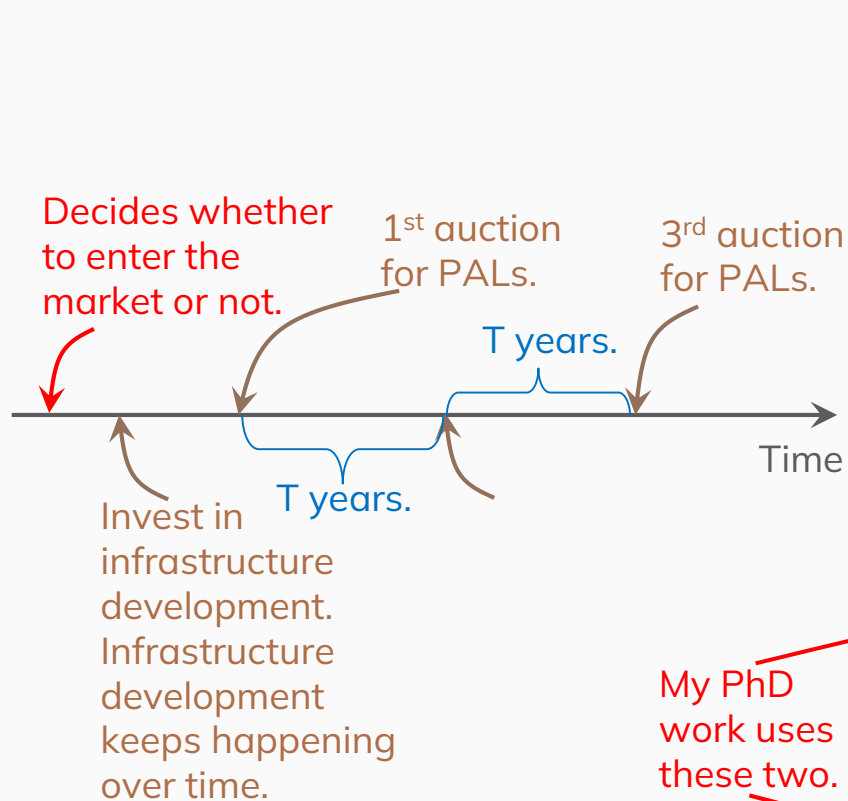 Decides whether
to enter the
market or not.
1st auction
for PALs.
3rd auction
for PALs.
T years.
Time
T years.
Invest in
infrastructure
development.
Infrastructure
development
keeps happening
over time.
My PhD
work uses
these two.